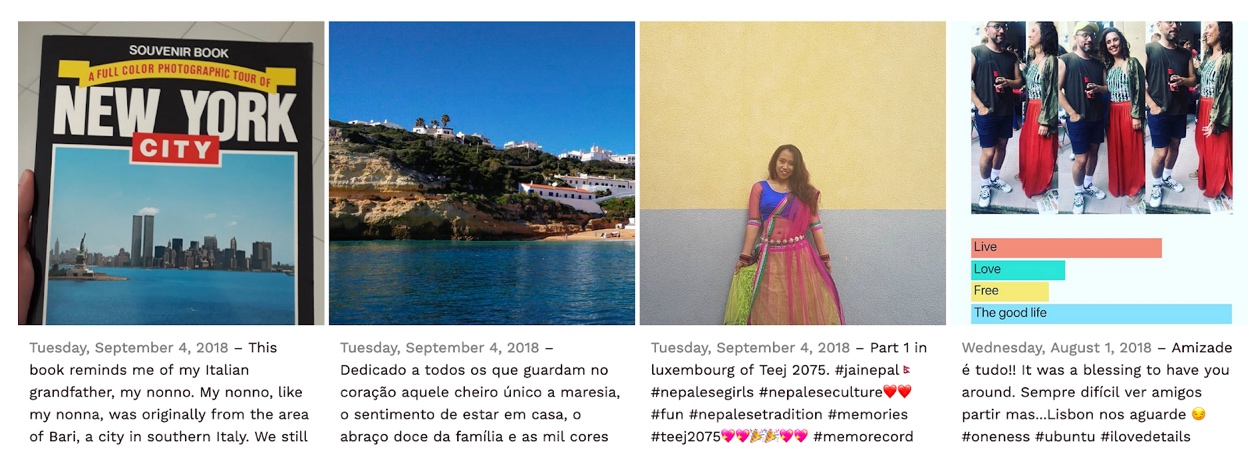 SOUVENIR BOOK
A FULL COLOR PHOTOGRAPHIC TOUR OF
NEW YORK
CITY
Live
Love
Free
The good life
Tuesday, September 4, 2018 – This
book reminds me of my Italian
grandfather, my nonno. My nonno, like
my nonna, was originally from the area
of Bari, a city in southern Italy. We still
Tuesday, September 4, 2018 –
Dedicado a todos os que guardam no
coração aquele cheiro único a maresia,
o sentimento de estar em casa, o
abraço doce da família e as mil cores
Tuesday, September 4, 2018 – Part 1 in
luxembourg of Teej 2075. #jainepal🇳🇵
#nepalesegirls #nepaleseculture❤️❤️
#fun #nepalesetradition #memories
#teej2075💖💖🎉🎉💖💖 #memorecord
Wednesday, August 1, 2018 – Amizade
é tudo!! It was a blessing to have you
around. Sempre difícil ver amigos
partir mas...Lisbon nos aguarde 😏
#oneness #ubuntu #ilovedetails